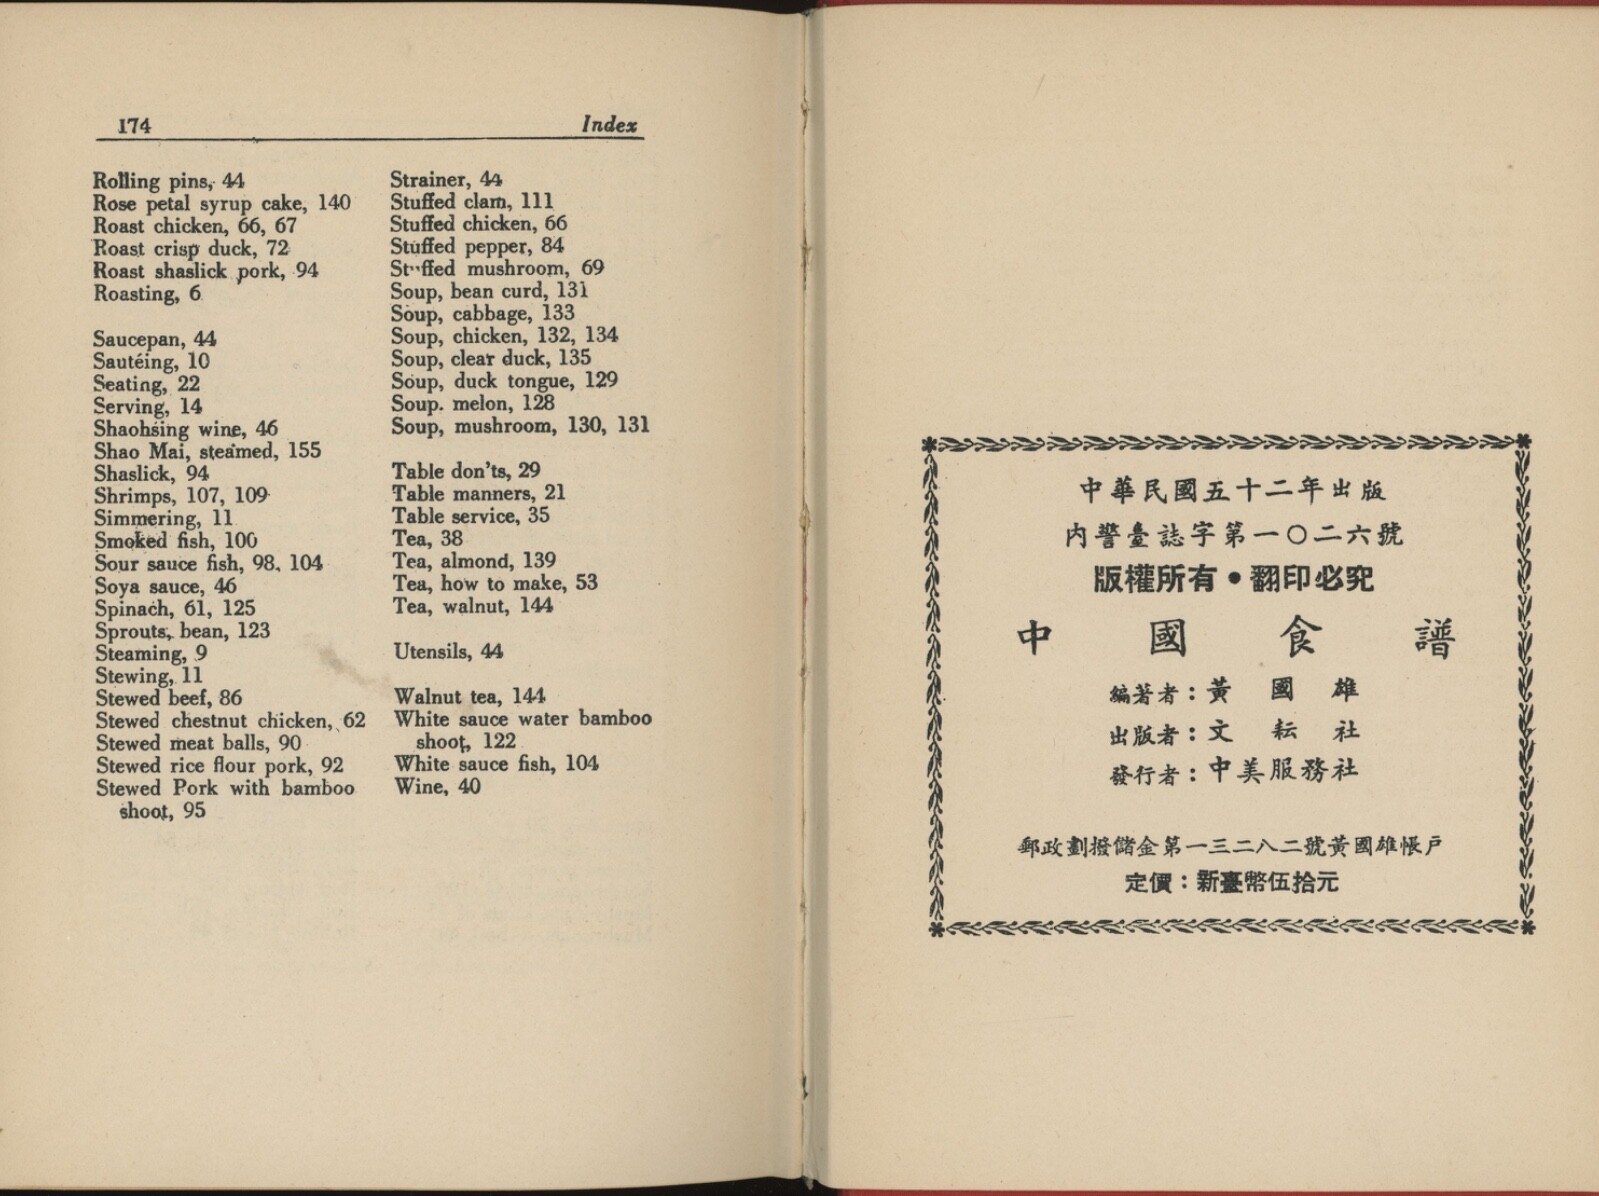 174 Index
Rolling pins, 44
Rose petal syrup cake, 140
Roast chicken, 66, 67
Roast crisp duck, 72
Roast shaslick pork, 94
Roasting, 6
Saucepan, 44
Sautéing, 10
Seating, 22
Serving, 14
Shaohsing wine, 46
Shao Mai, steamed, 155
Shaslick, 94
Shrimps, 107, 109
Simmering, 11
Smoked fish, 100
Sour sauce fish, 98, 104
Soya sauce, 46
Spinach, 61, 125
Sprouts, bean, 123
Steaming, 9
Stewing, 11
Stewed beef, 86
Stewed chestnut chicken, 62
Stewed meat balls, 90
Stewed rice flour pork, 92
Stewed Pork with bamboo
shoot, 95
Strainer, 44
Stuffed clam, 111
Stuffed chicken, 66
Stuffed pepper, 84
Stuffed mushroom, 69
Soup, bean curd, 131
Soup, cabbage, 133
Soup, chicken, 132, 134
Soup, clear duck, 135
Soup, duck tongue, 129
Soup. melon, 128
Soup, mushroom, 130, 131
Table don'ts, 29
Table manners, 21
Table service, 35
Tea, 38
Tea, almond, 139
Tea, how to make, 53
Tea, walnut, 144
Utensils, 44
Walnut tea, 144
White sauce water bamboo
shoot, 122
White sauce fish, 104
Wine, 40
中華民國五十二年出版
內警臺誌字第一〇二六號
版權所有•翻印必究
中國食譜
編著者：黃國雄
出版者：文耘社
發行者：中美服務社
郵政劃撥儲金第一三二八二號黃國雄帳戶
定價：新臺幣伍拾元